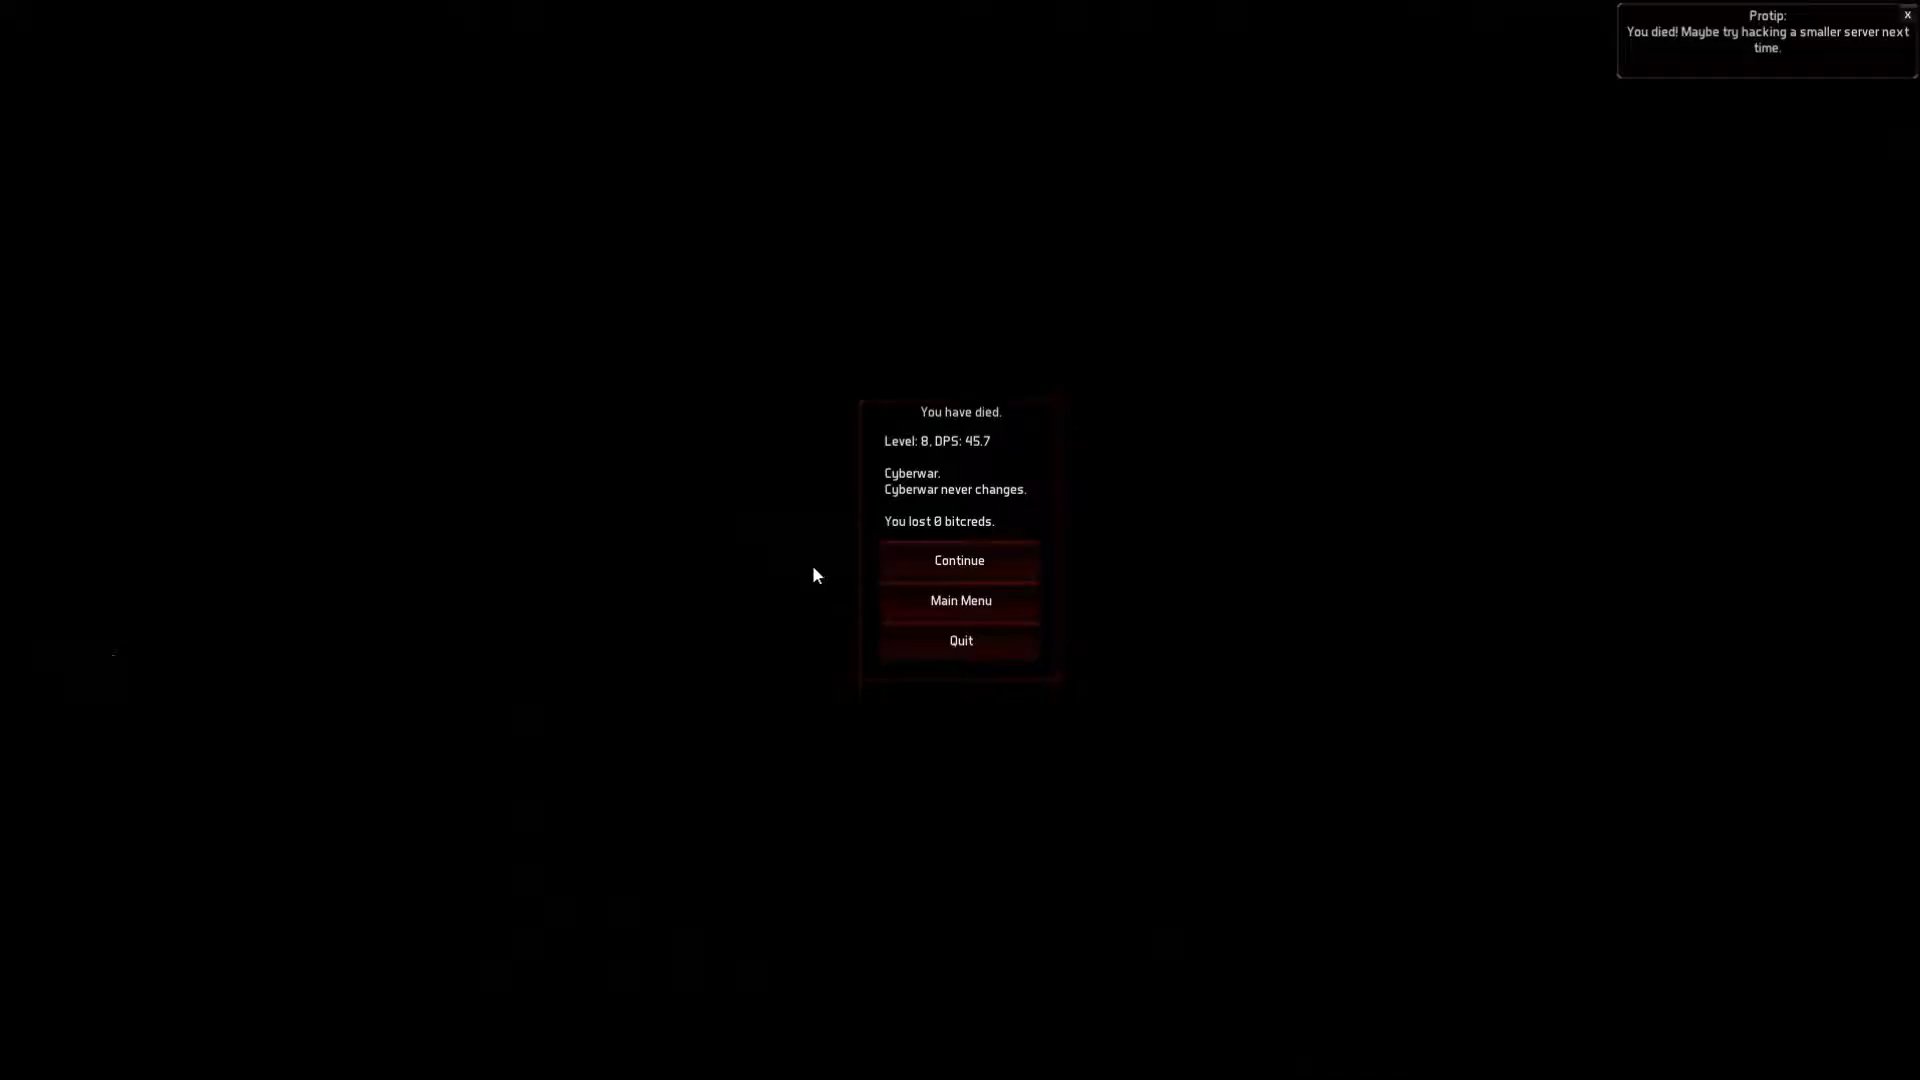 Protip:
x
You died! Maybe try hacking a smaller server next
time.
You have died.
Level: 8, DPS: 45.7
Cyberwar.
Cyberwar never changes.
You lost 0 bitcreds.
Continue
Main Menu
Quit